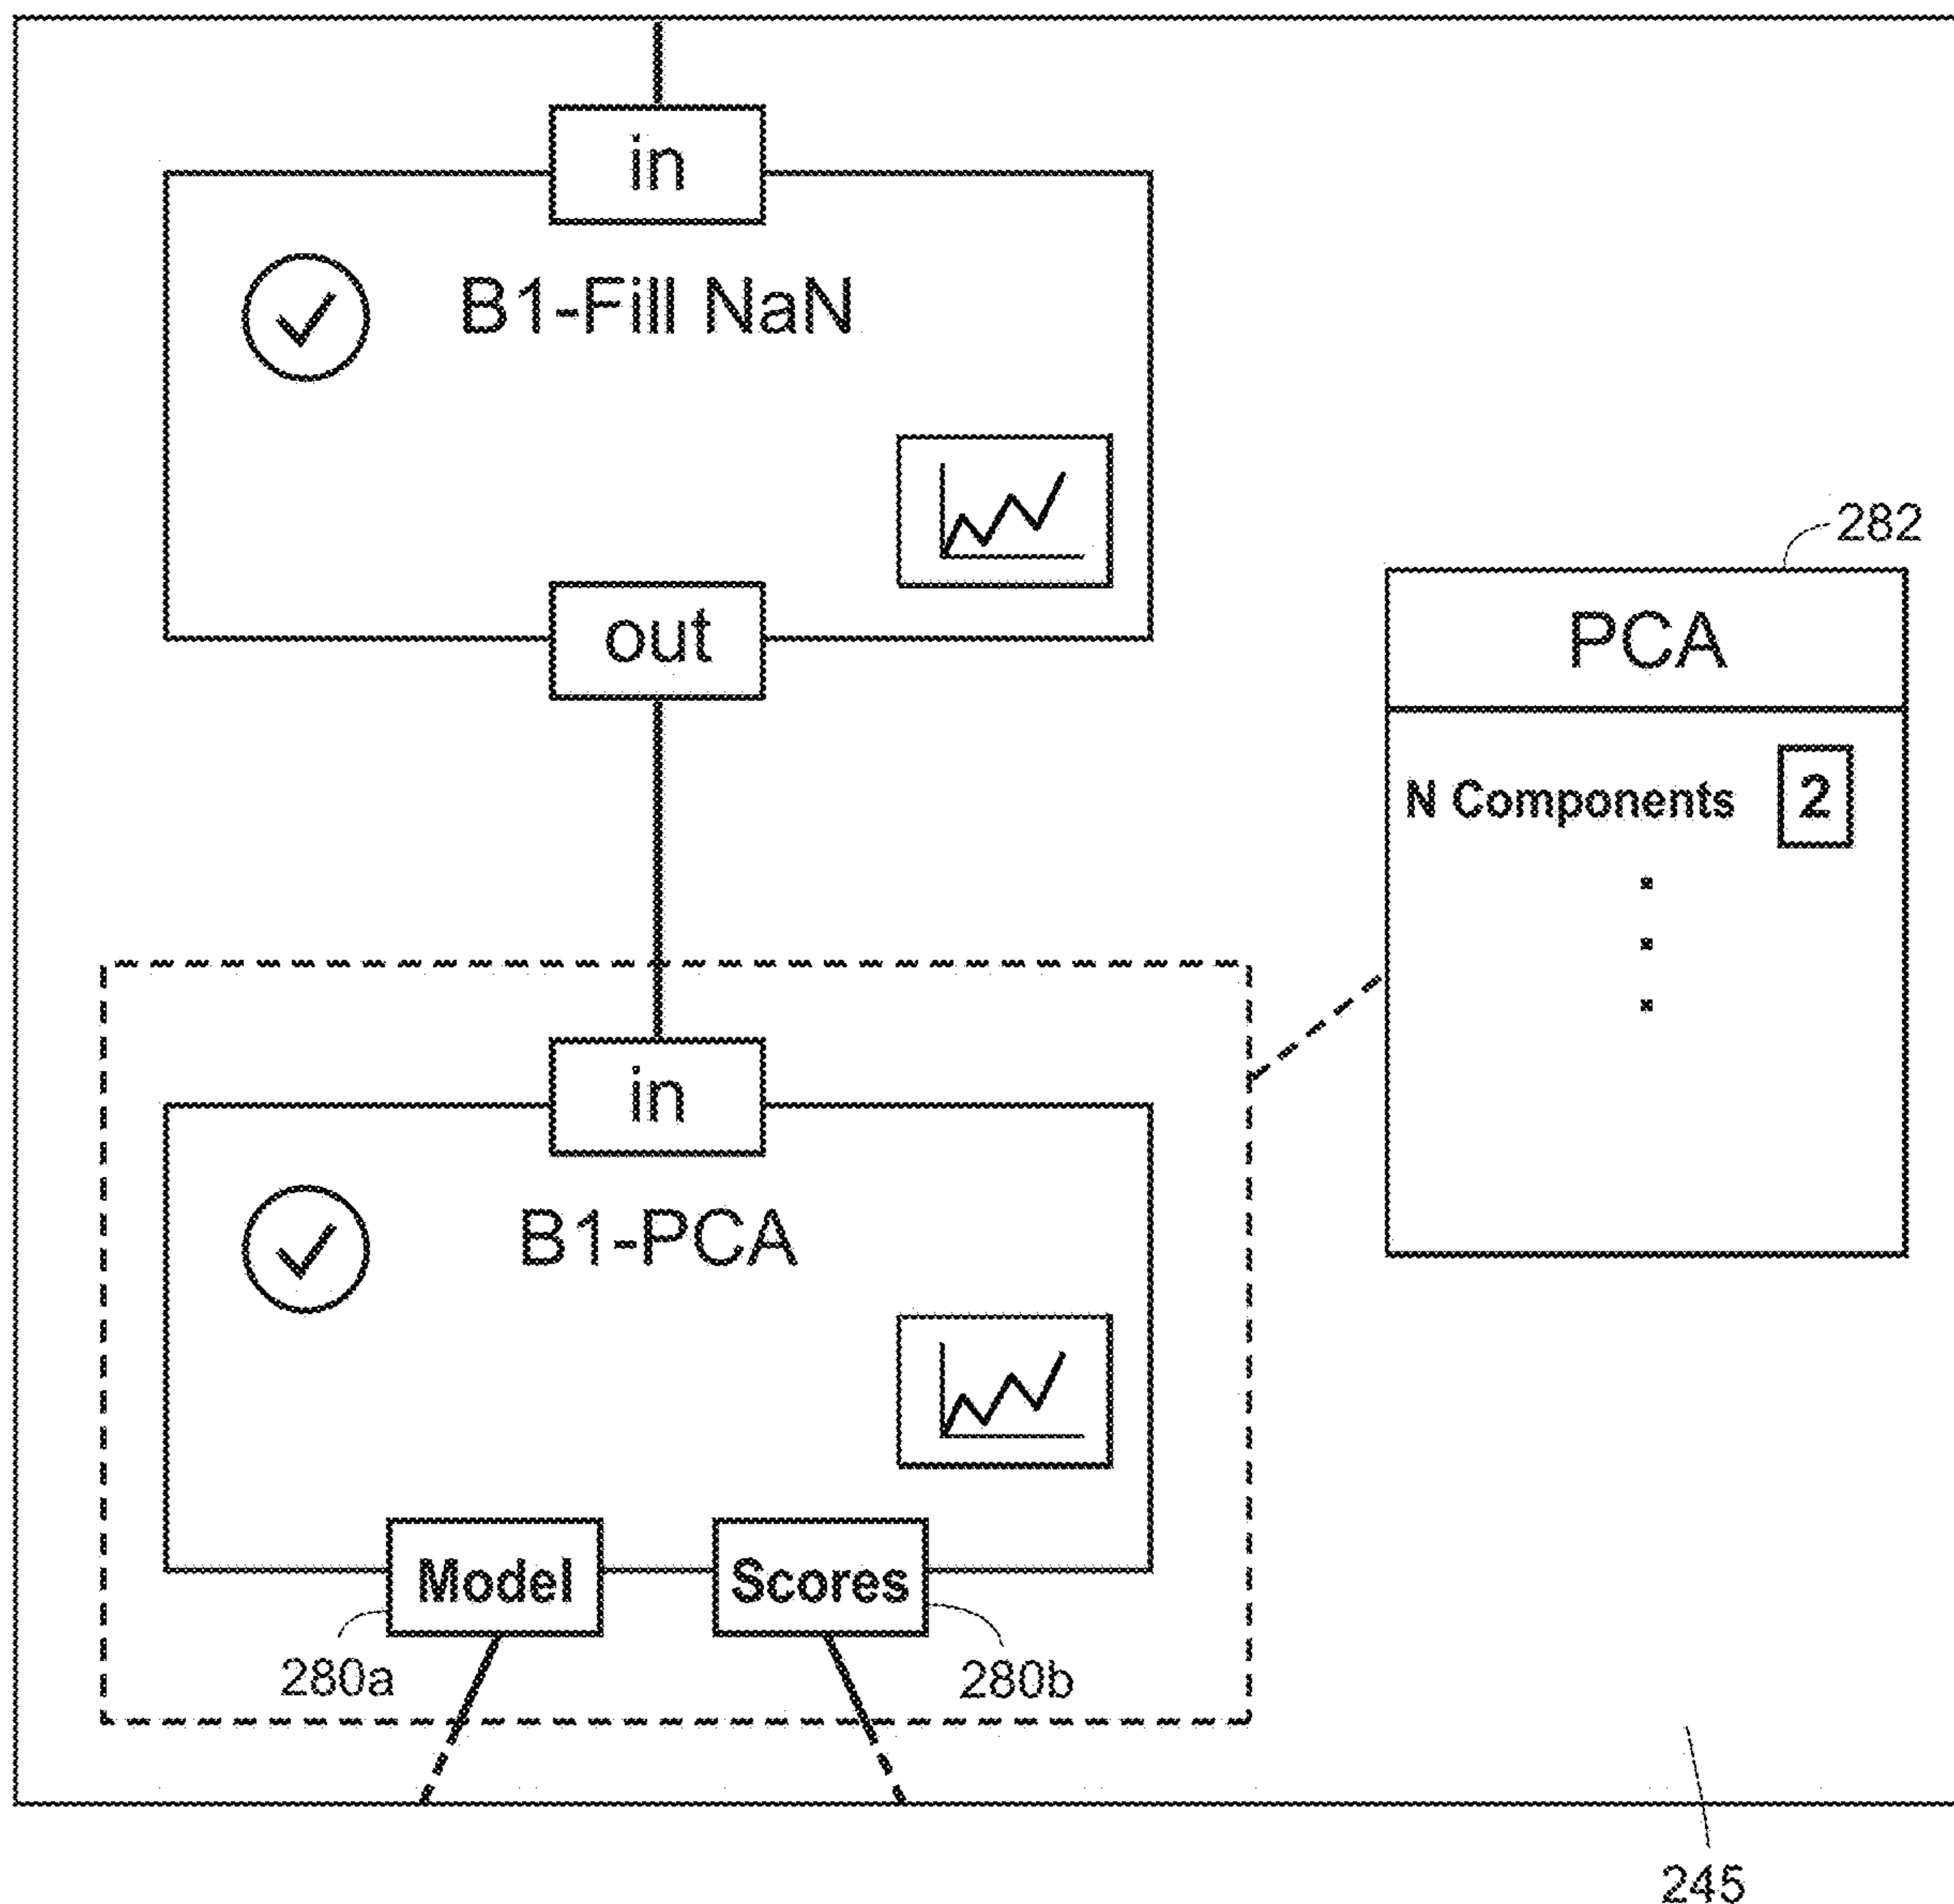 in
B1-Fill NaN
out
282
PCA
N Components 2
in
B1-PCA
Model
Scores
280a
280b
245